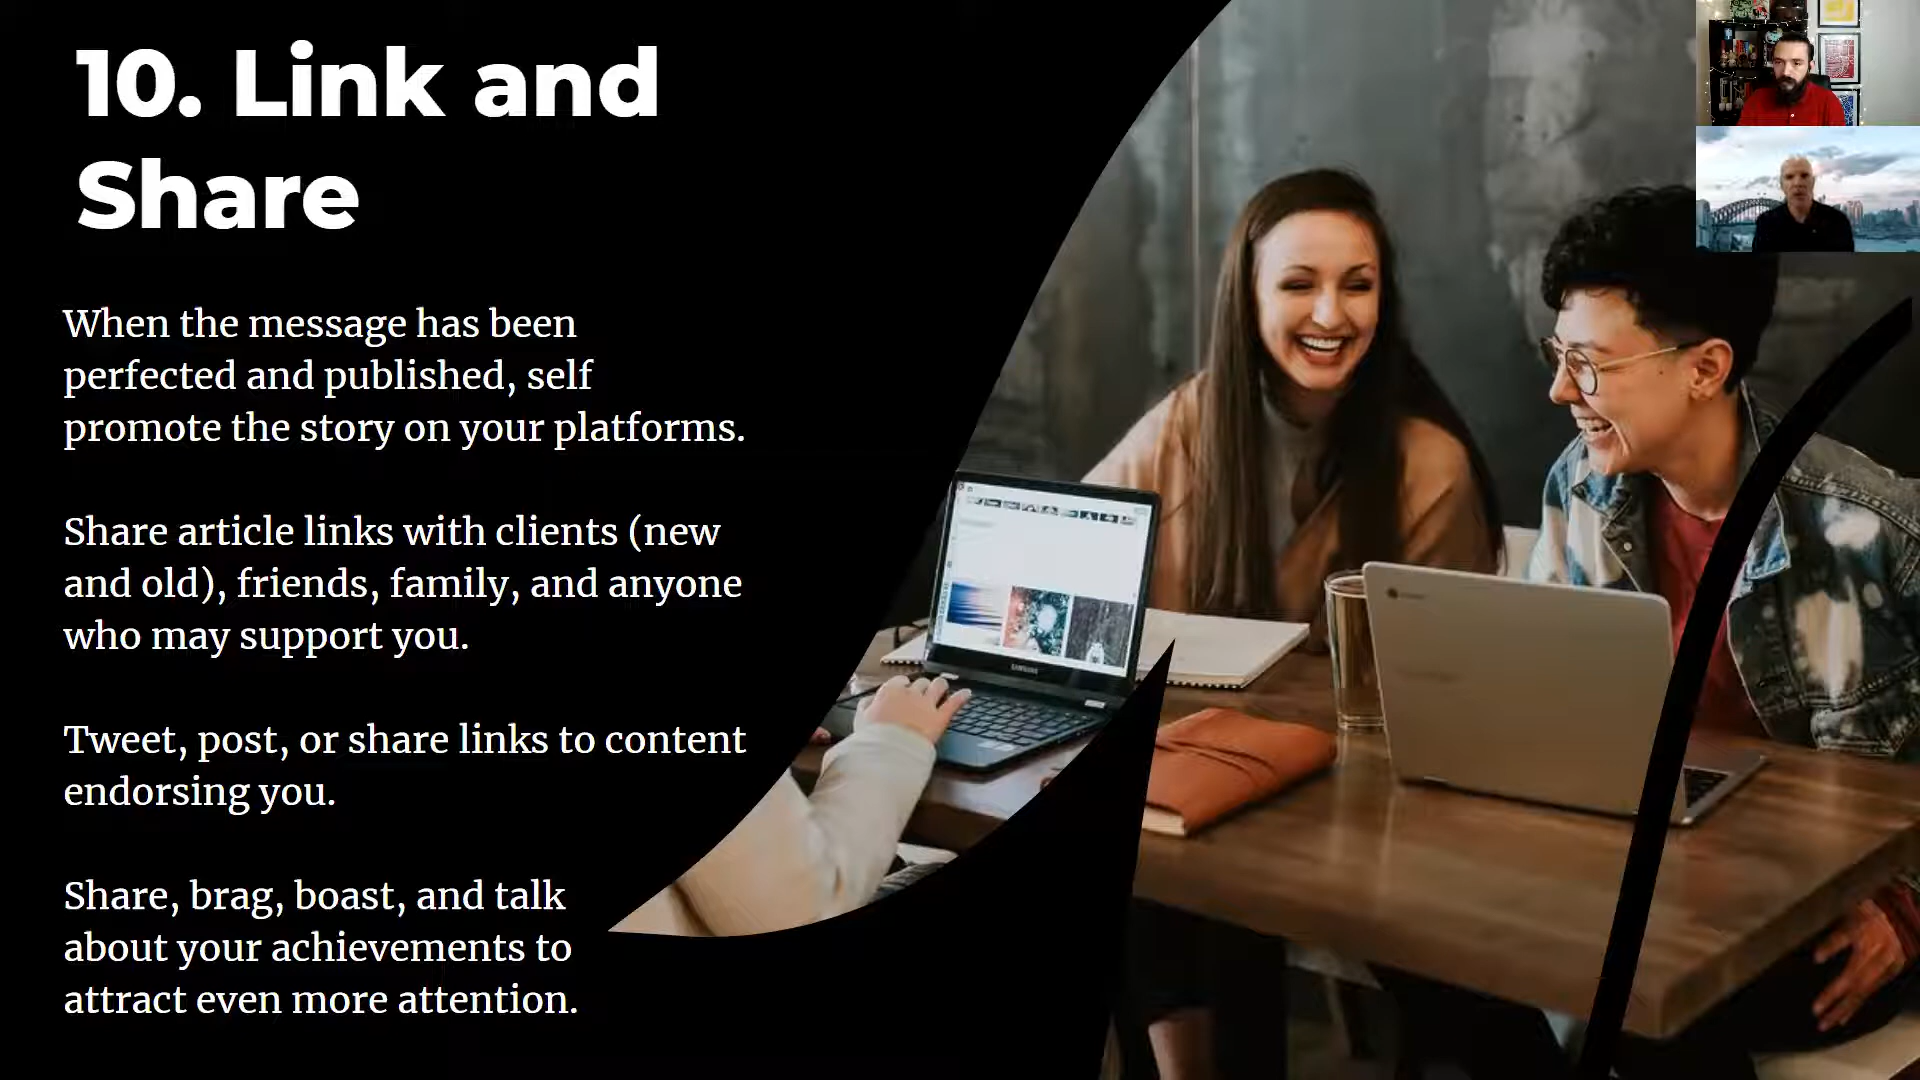 10. Link and
Share
When the message has been
perfected and published, self
promote the story on your platforms.
Share article links with clients (new
and old), friends, family, and anyone
who may support you.
Tweet, post, or share links to content
endorsing you.
Share, brag, boast, and talk
about your achievements to
attract even more attention.
SAMSUNG